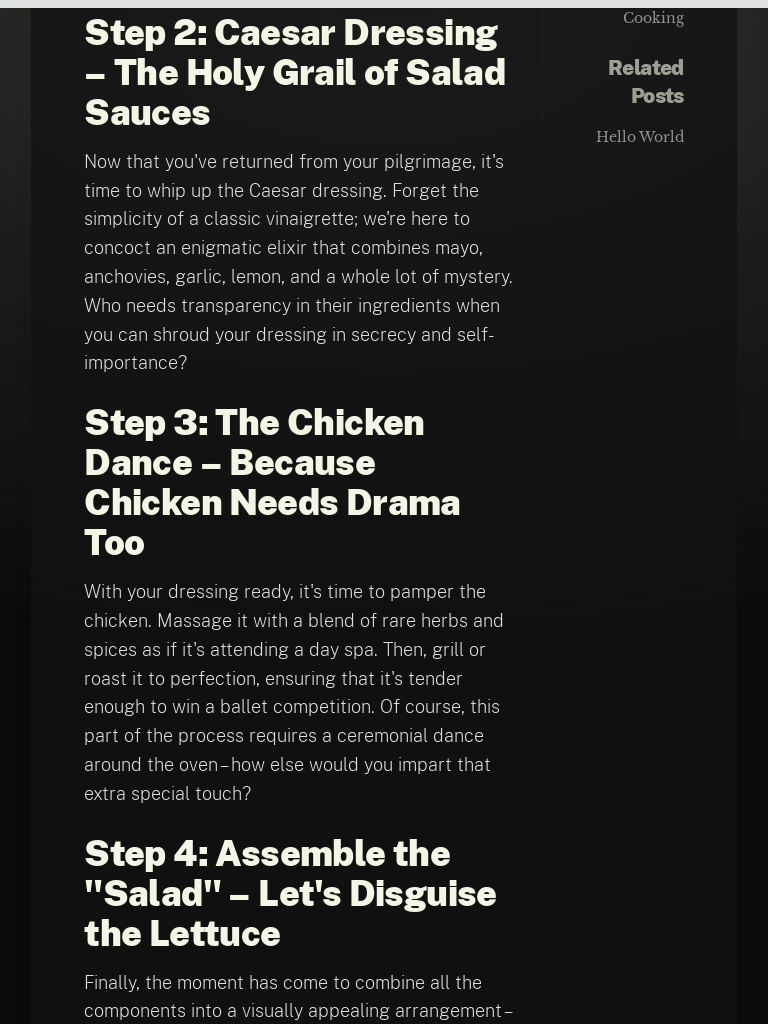 Step 2: Caesar Dressing
– The Holy Grail of Salad
Sauces
Now that you've returned from your pilgrimage, it's
time to whip up the Caesar dressing. Forget the
simplicity of a classic vinaigrette; we're here to
concoct an enigmatic elixir that combines mayo,
anchovies, garlic, lemon, and a whole lot of mystery.
Who needs transparency in their ingredients when
you can shroud your dressing in secrecy and self-
importance?
Step 3: The Chicken
Dance – Because
Chicken Needs Drama
Too
With your dressing ready, it's time to pamper the
chicken. Massage it with a blend of rare herbs and
spices as if it's attending a day spa. Then, grill or
roast it to perfection, ensuring that it's tender
enough to win a ballet competition. Of course, this
part of the process requires a ceremonial dance
around the oven–how else would you impart that
extra special touch?
Step 4: Assemble the
"Salad" – Let's Disguise
the Lettuce
Finally, the moment has come to combine all the
components into a visually appealing arrangement–
Cooking
Related
Posts
Hello World